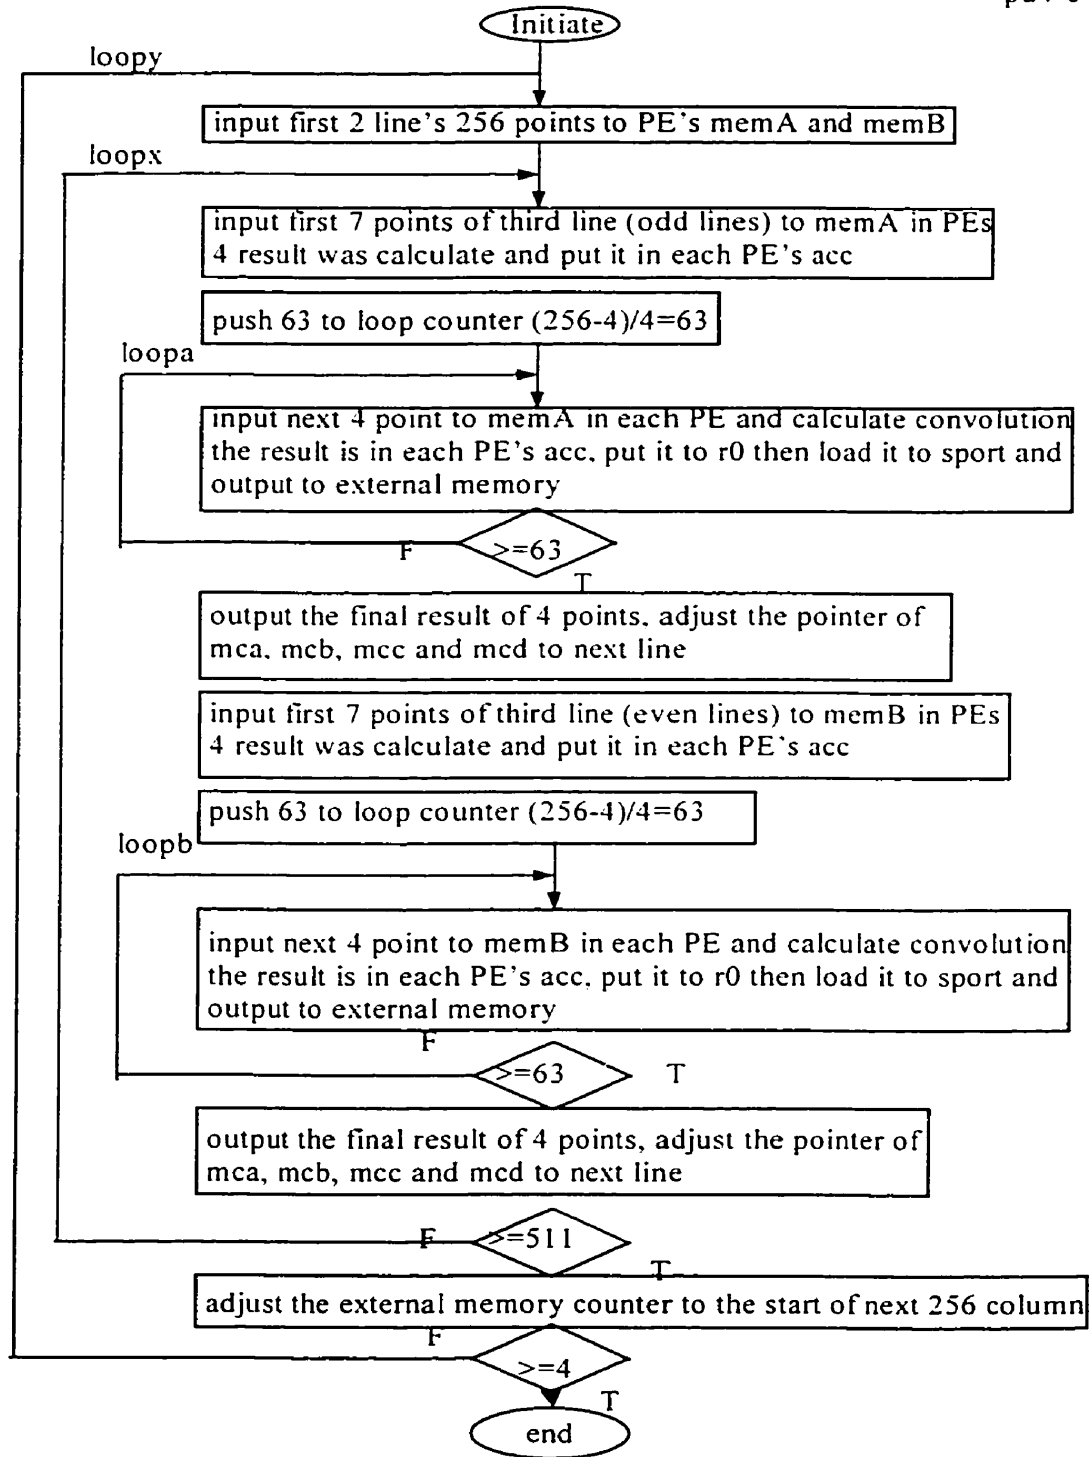 Initiate
loopy
input first 2 line's 256 points to PE's memA and memB
loopx
input first 7 points of third line (odd lines) to memA in PEs
4 result was calculate and put it in each PE's acc
push 63 to loop counter (256-4)/4=63
loopa
input next 4 point to memA in each PE and calculate convolution
the result is in each PE's acc, put it to r0 then load it to sport and
output to external memory
F >=63
T
output the final result of 4 points, adjust the pointer of
mca, mcb, mcc and mcd to next line
input first 7 points of third line (even lines) to memB in PEs
4 result was calculate and put it in each PE's acc
push 63 to loop counter (256-4)/4=63
loopb
input next 4 point to memB in each PE and calculate convolution
the result is in each PE's acc, put it to r0 then load it to sport and
output to external memory
F
>=63 T
output the final result of 4 points, adjust the pointer of
mca, mcb, mcc and mcd to next line
F >=511
T
adjust the external memory counter to the start of next 256 column
F
>=4
T
end